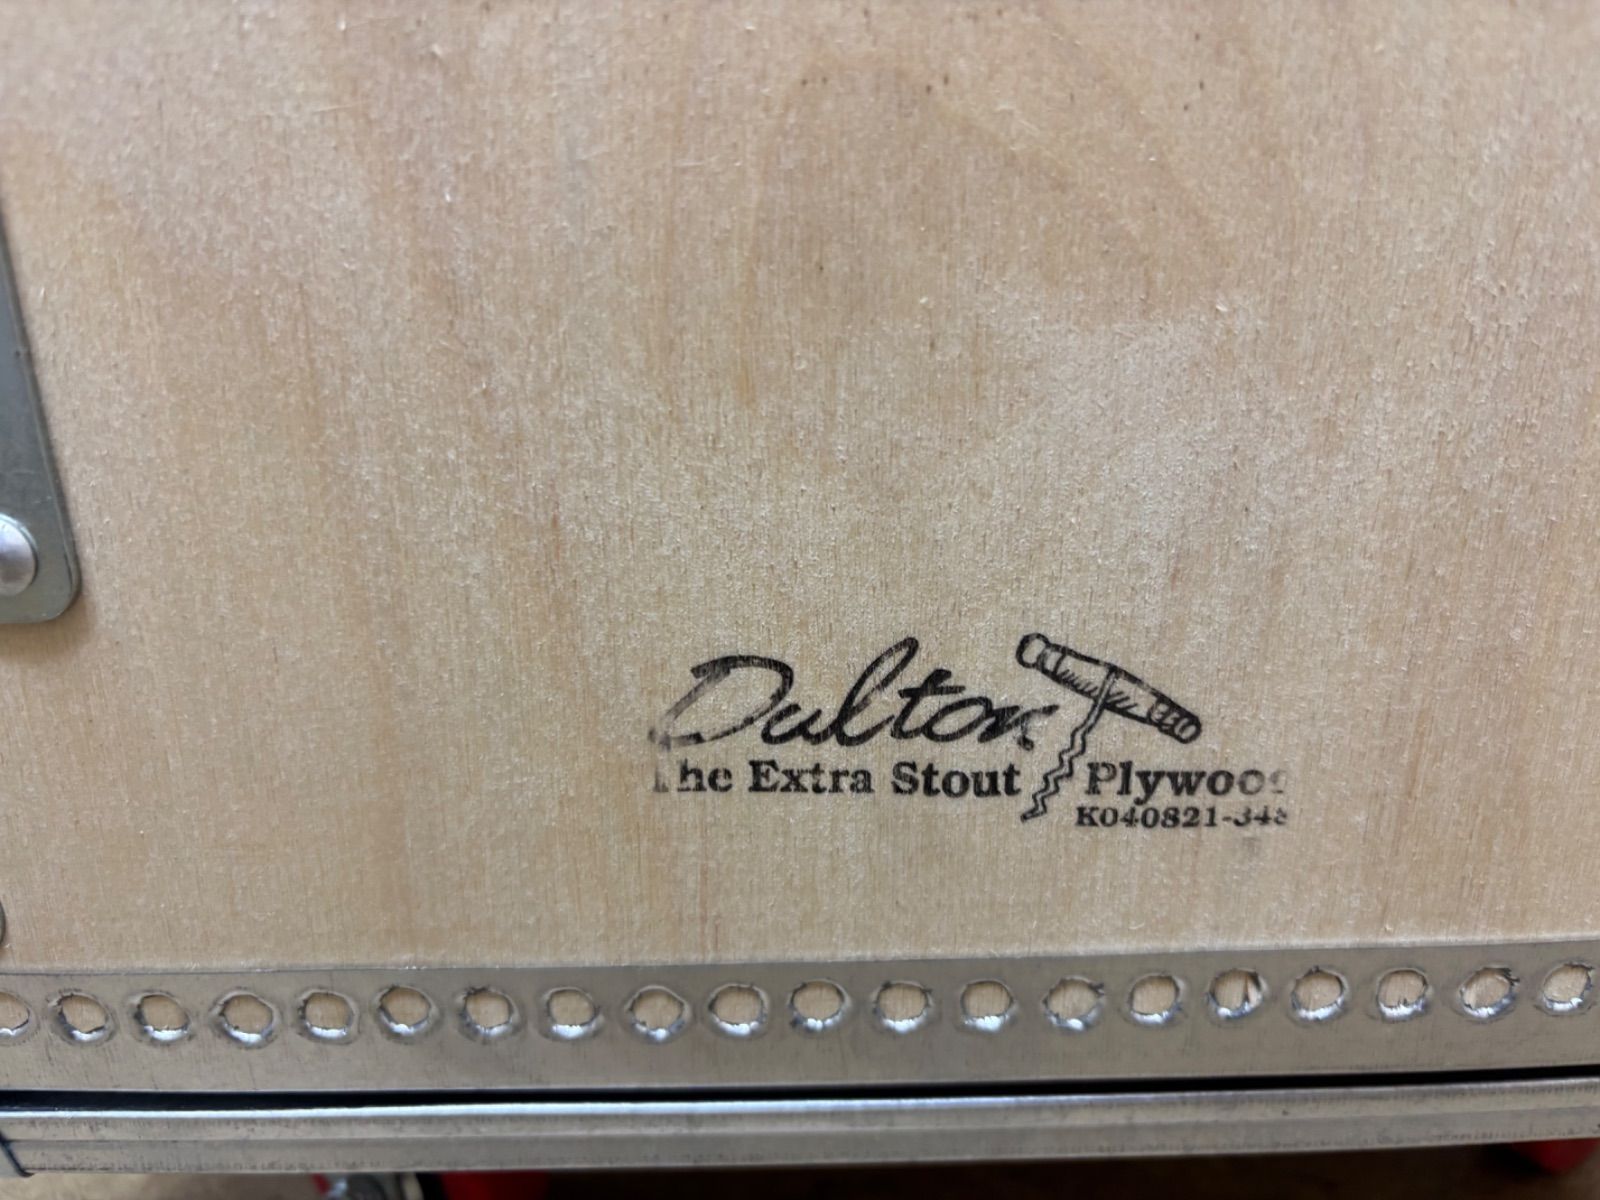 Dulton
The Extra Stout Plywood
K040821-348